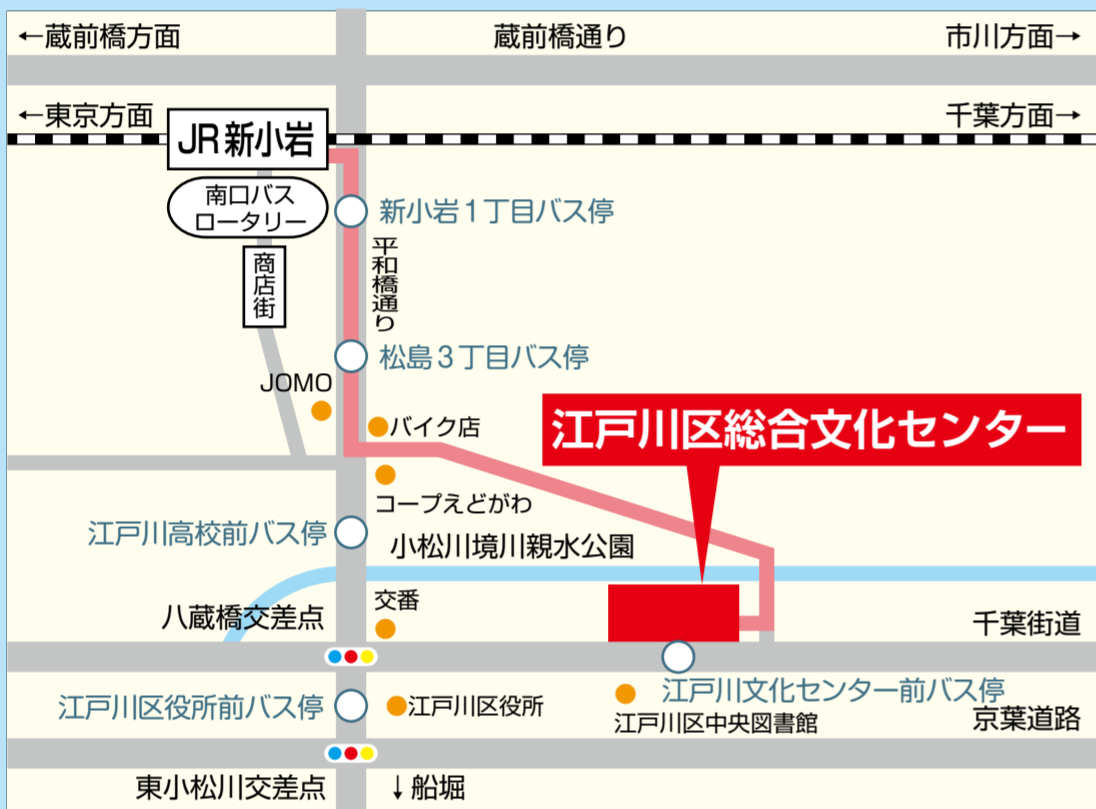 ←蔵前橋方面
蔵前橋通り
市川方面→
←東京方面
千葉方面→
JR新小岩
南口バス
ロータリー
新小岩1丁目バス停
平和橋通り
商店街
松島3丁目バス停
JOMO
バイク店
江戸川区総合文化センター
コープえどがわ
江戸川高校前バス停
小松川境川親水公園
交番
八蔵橋交差点
千葉街道
江戸川文化センター前バス停
江戸川区役所前バス停
江戸川区役所
江戸川区中央図書館
京葉道路
東小松川交差点
↓船堀